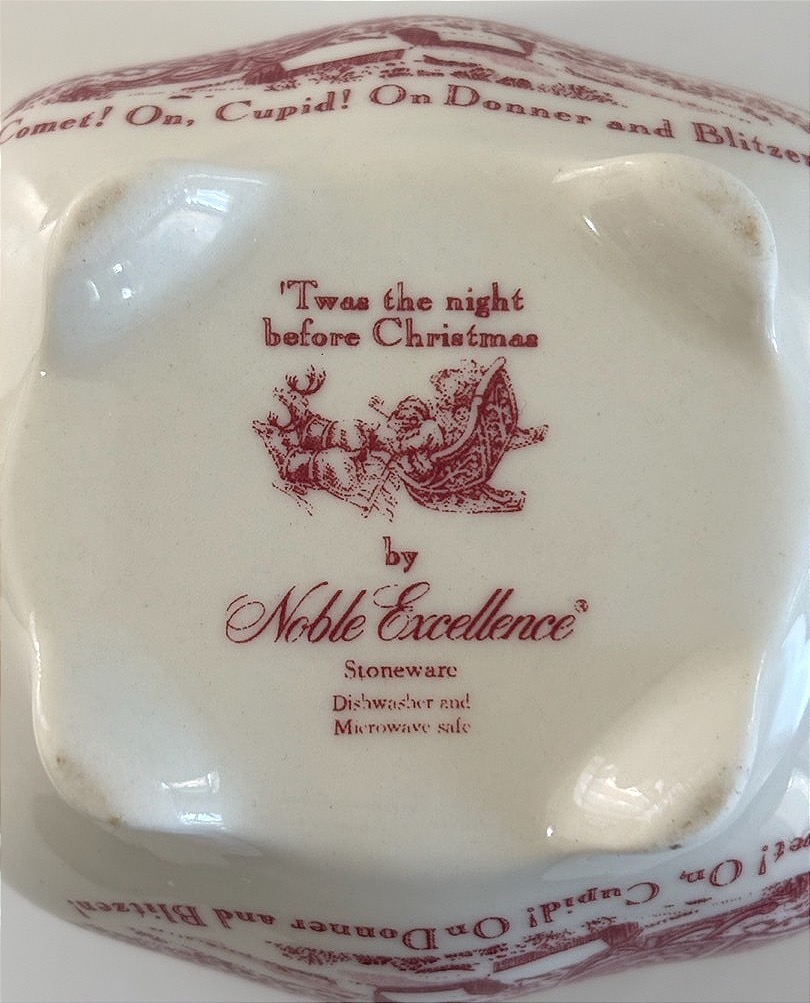 Comet! On, Cupid! On Donner and Blitzen
'Twas the night
before Christmas
by
Noble Excellence®
Stoneware
Dishwasher and
Microwave safe
On, Cupid! On Donner and Blitzen!